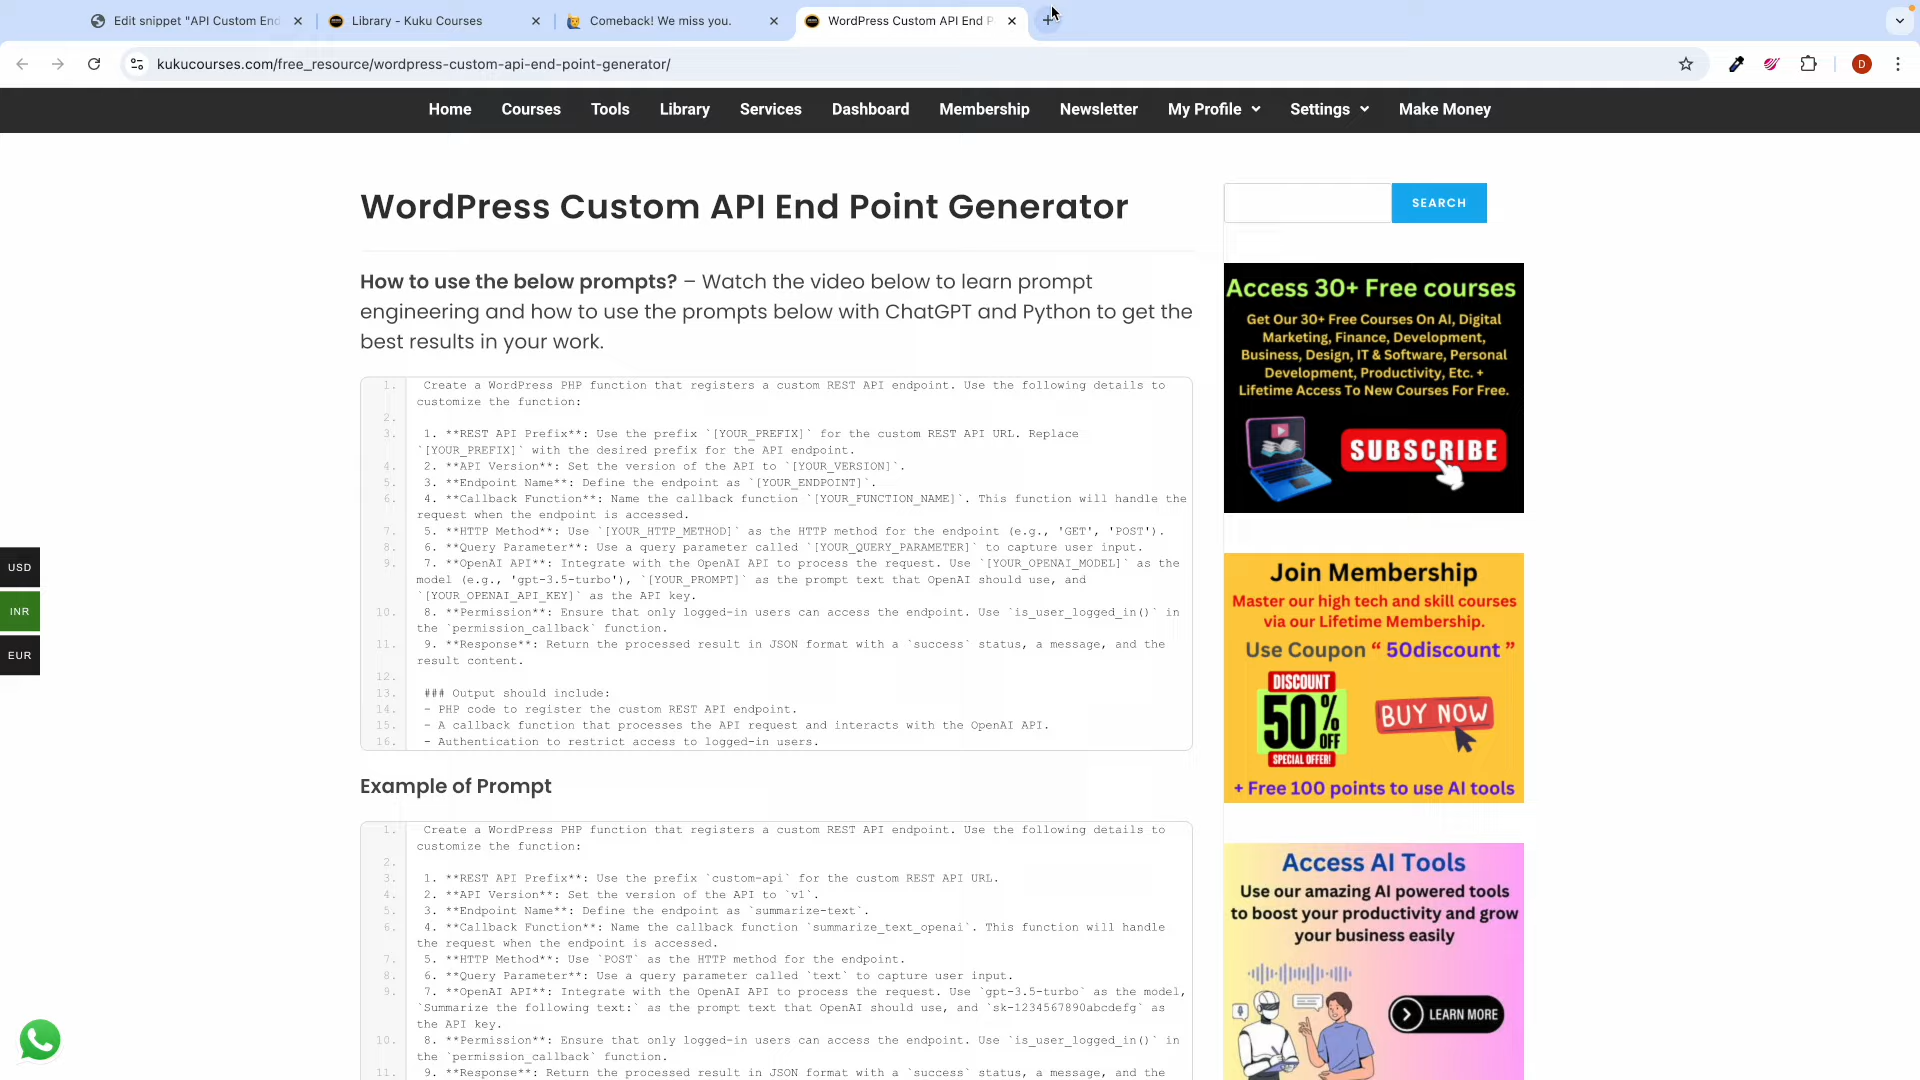 Edit snippet "API Custom End
Library - Kuku Courses
Comeback! We miss you.
WordPress Custom API End P
kukucourses.com/free_resource/wordpress-custom-api-end-point-generator/
D
Home Courses Tools Library Services Dashboard Membership Newsletter My Profile Settings Make Money
WordPress Custom API End Point Generator
How to use the below prompts? – Watch the video below to learn prompt
engineering and how to use the prompts below with ChatGPT and Python to get the
best results in your work.
1. Create a WordPress PHP function that registers a custom REST API endpoint. Use the following details to
customize the function:
2.
3. 1. **REST API Prefix**: Use the prefix `[YOUR_PREFIX]` for the custom REST API URL. Replace
`[YOUR_PREFIX]` with the desired prefix for the API endpoint.
4. 2. **API Version**: Set the version of the API to `[YOUR_VERSION]`.
5. 3. **Endpoint Name**: Define the endpoint as `[YOUR_ENDPOINT]`.
6. 4. **Callback Function**: Name the callback function `[YOUR_FUNCTION_NAME]`. This function will handle the
request when the endpoint is accessed.
7. 5. **HTTP Method**: Use `[YOUR_HTTP_METHOD]` as the HTTP method for the endpoint (e.g., 'GET', 'POST').
8. 6. **Query Parameter**: Use a query parameter called `[YOUR_QUERY_PARAMETER]` to capture user input.
9. 7. **OpenAI API**: Integrate with the OpenAI API to process the request. Use `[YOUR_OPENAI_MODEL]` as the
model (e.g., 'gpt-3.5-turbo'), `[YOUR_PROMPT]` as the prompt text that OpenAI should use, and
`[YOUR_OPENAI_API_KEY]` as the API key.
10. 8. **Permission**: Ensure that only logged-in users can access the endpoint. Use `is_user_logged_in()` in
the `permission_callback` function.
11. 9. **Response**: Return the processed result in JSON format with a `success` status, a message, and the
result content.
12.
13. ### Output should include:
14. - PHP code to register the custom REST API endpoint.
15. - A callback function that processes the API request and interacts with the OpenAI API.
16. - Authentication to restrict access to logged-in users.
Example of Prompt
1. Create a WordPress PHP function that registers a custom REST API endpoint. Use the following details to
customize the function:
2.
3. 1. **REST API Prefix**: Use the prefix `custom-api` for the custom REST API URL.
4. 2. **API Version**: Set the version of the API to `v1`.
5. 3. **Endpoint Name**: Define the endpoint as `summarize-text`.
6. 4. **Callback Function**: Name the callback function `summarize_text_openai`. This function will handle
the request when the endpoint is accessed.
7. 5. **HTTP Method**: Use `POST` as the HTTP method for the endpoint.
8. 6. **Query Parameter**: Use a query parameter called `text` to capture user input.
9. 7. **OpenAI API**: Integrate with the OpenAI API to process the request. Use `gpt-3.5-turbo` as the model,
`Summarize the following text:` as the prompt text that OpenAI should use, and `sk-1234567890abcdefg` as
the API key.
10. 8. **Permission**: Ensure that only logged-in users can access the endpoint. Use `is_user_logged_in()` in
the `permission_callback` function.
11. 9. **Response**: Return the processed result in JSON format with a `success` status, a message, and the
USD
INR
EUR
SEARCH
Access 30+ Free courses
Get Our 30+ Free Courses On AI, Digital
Marketing, Finance, Development,
Business, Design, IT & Software, Personal
Development, Productivity, Etc. +
Lifetime Access To New Courses For Free.
SUBSCRIBE
Join Membership
Master our high tech and skill courses
via our Lifetime Membership.
Use Coupon “ 50discount ”
DISCOUNT
50% OFF
SPECIAL OFFER!
BUY NOW
+ Free 100 points to use AI tools
Access AI Tools
Use our amazing AI powered tools
to boost your productivity and grow
your business easily
LEARN MORE